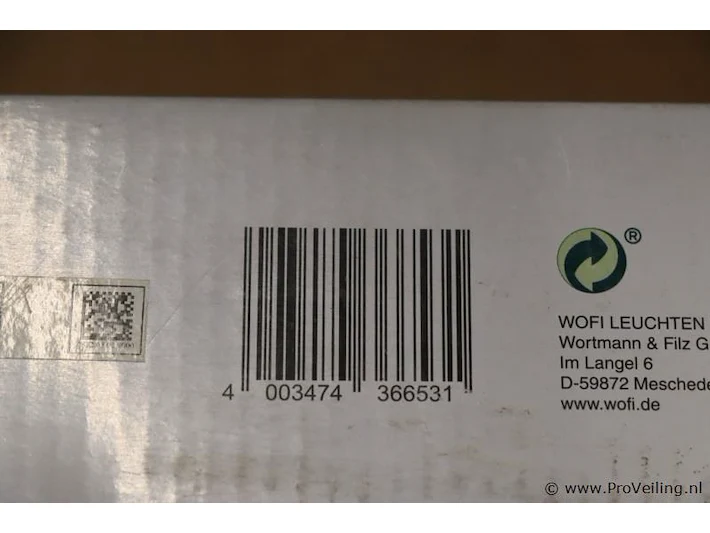 ®
WOFI LEUCHTEN
Wortmann & Filz G
Im Langel 6
D-59872 Meschede
www.wofi.de
4 003474 366531
© www.ProVeiling.nl